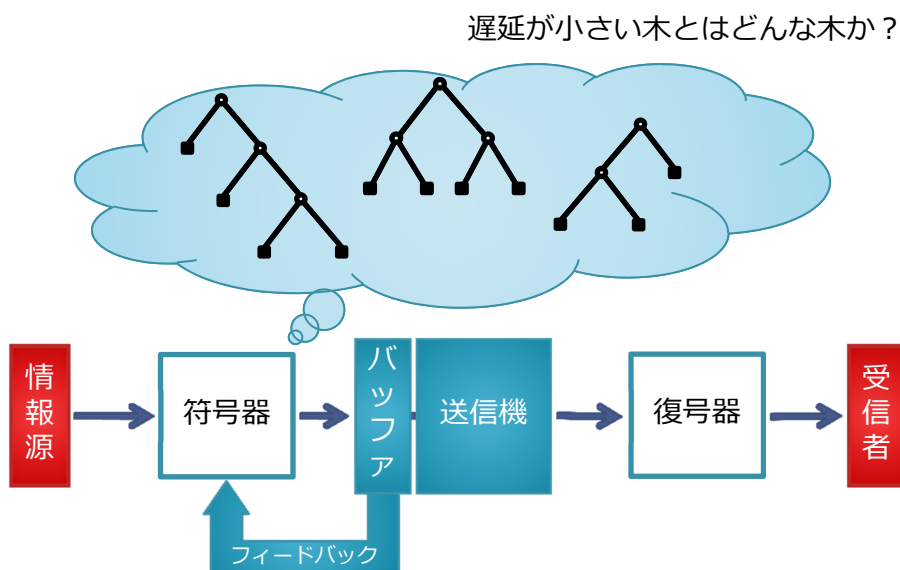 遅延が小さい木とはどんな木か？
情報源
符号器
バッファ
送信機
復号器
受信者
フィードバック